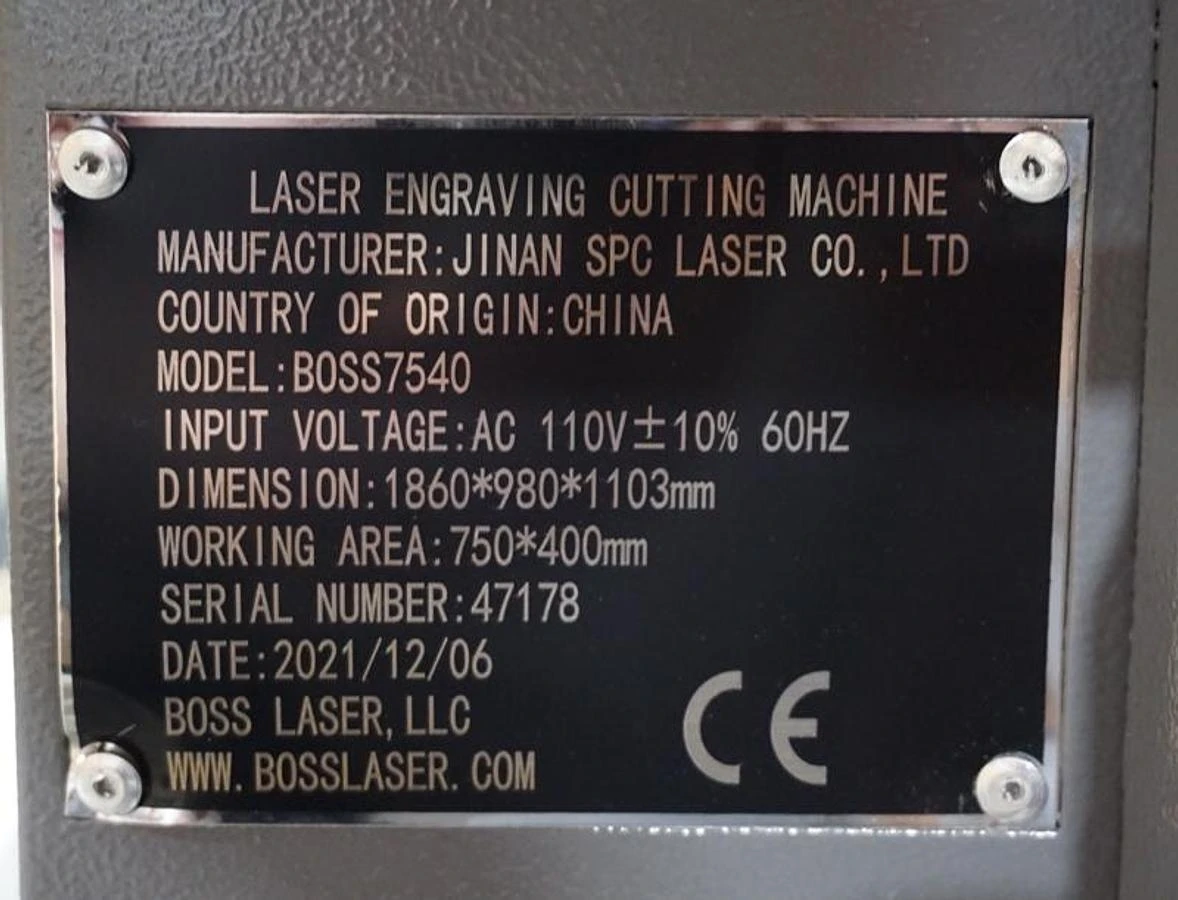 LASER ENGRAVING CUTTING MACHINE
MANUFACTURER:JINAN SPC LASER CO.,LTD
COUNTRY OF ORIGIN:CHINA
MODEL:BOSS7540
INPUT VOLTAGE:AC 110V±10% 60HZ
DIMENSION:1860*980*1103mm
WORKING AREA:750*400mm
SERIAL NUMBER:47178
DATE:2021/12/06
BOSS LASER,LLC
WWW.BOSSLASER.COM
CE